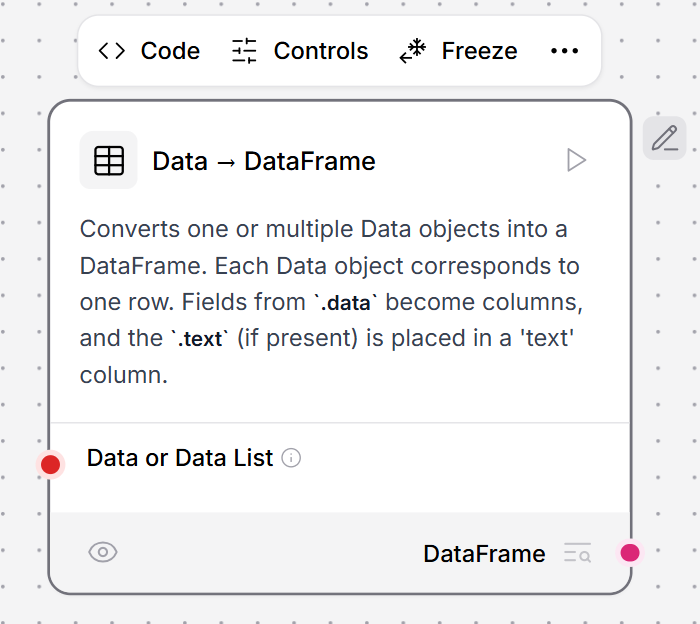 Code Controls Freeze
Data → DataFrame
Converts one or multiple Data objects into a
DataFrame. Each Data object corresponds to
one row. Fields from `.data` become columns,
and the `.text` (if present) is placed in a 'text'
column.
Data or Data List
DataFrame